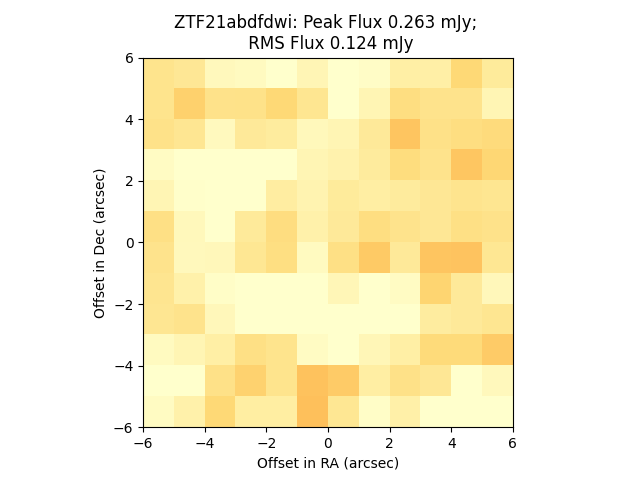 ZTF21abdfdwi: Peak Flux 0.263 mJy;
RMS Flux 0.124 mJy
6
4
2
0
−2
−4
−6
Offset in Dec (arcsec)
−6 −4 −2 0 2 4 6
Offset in RA (arcsec)